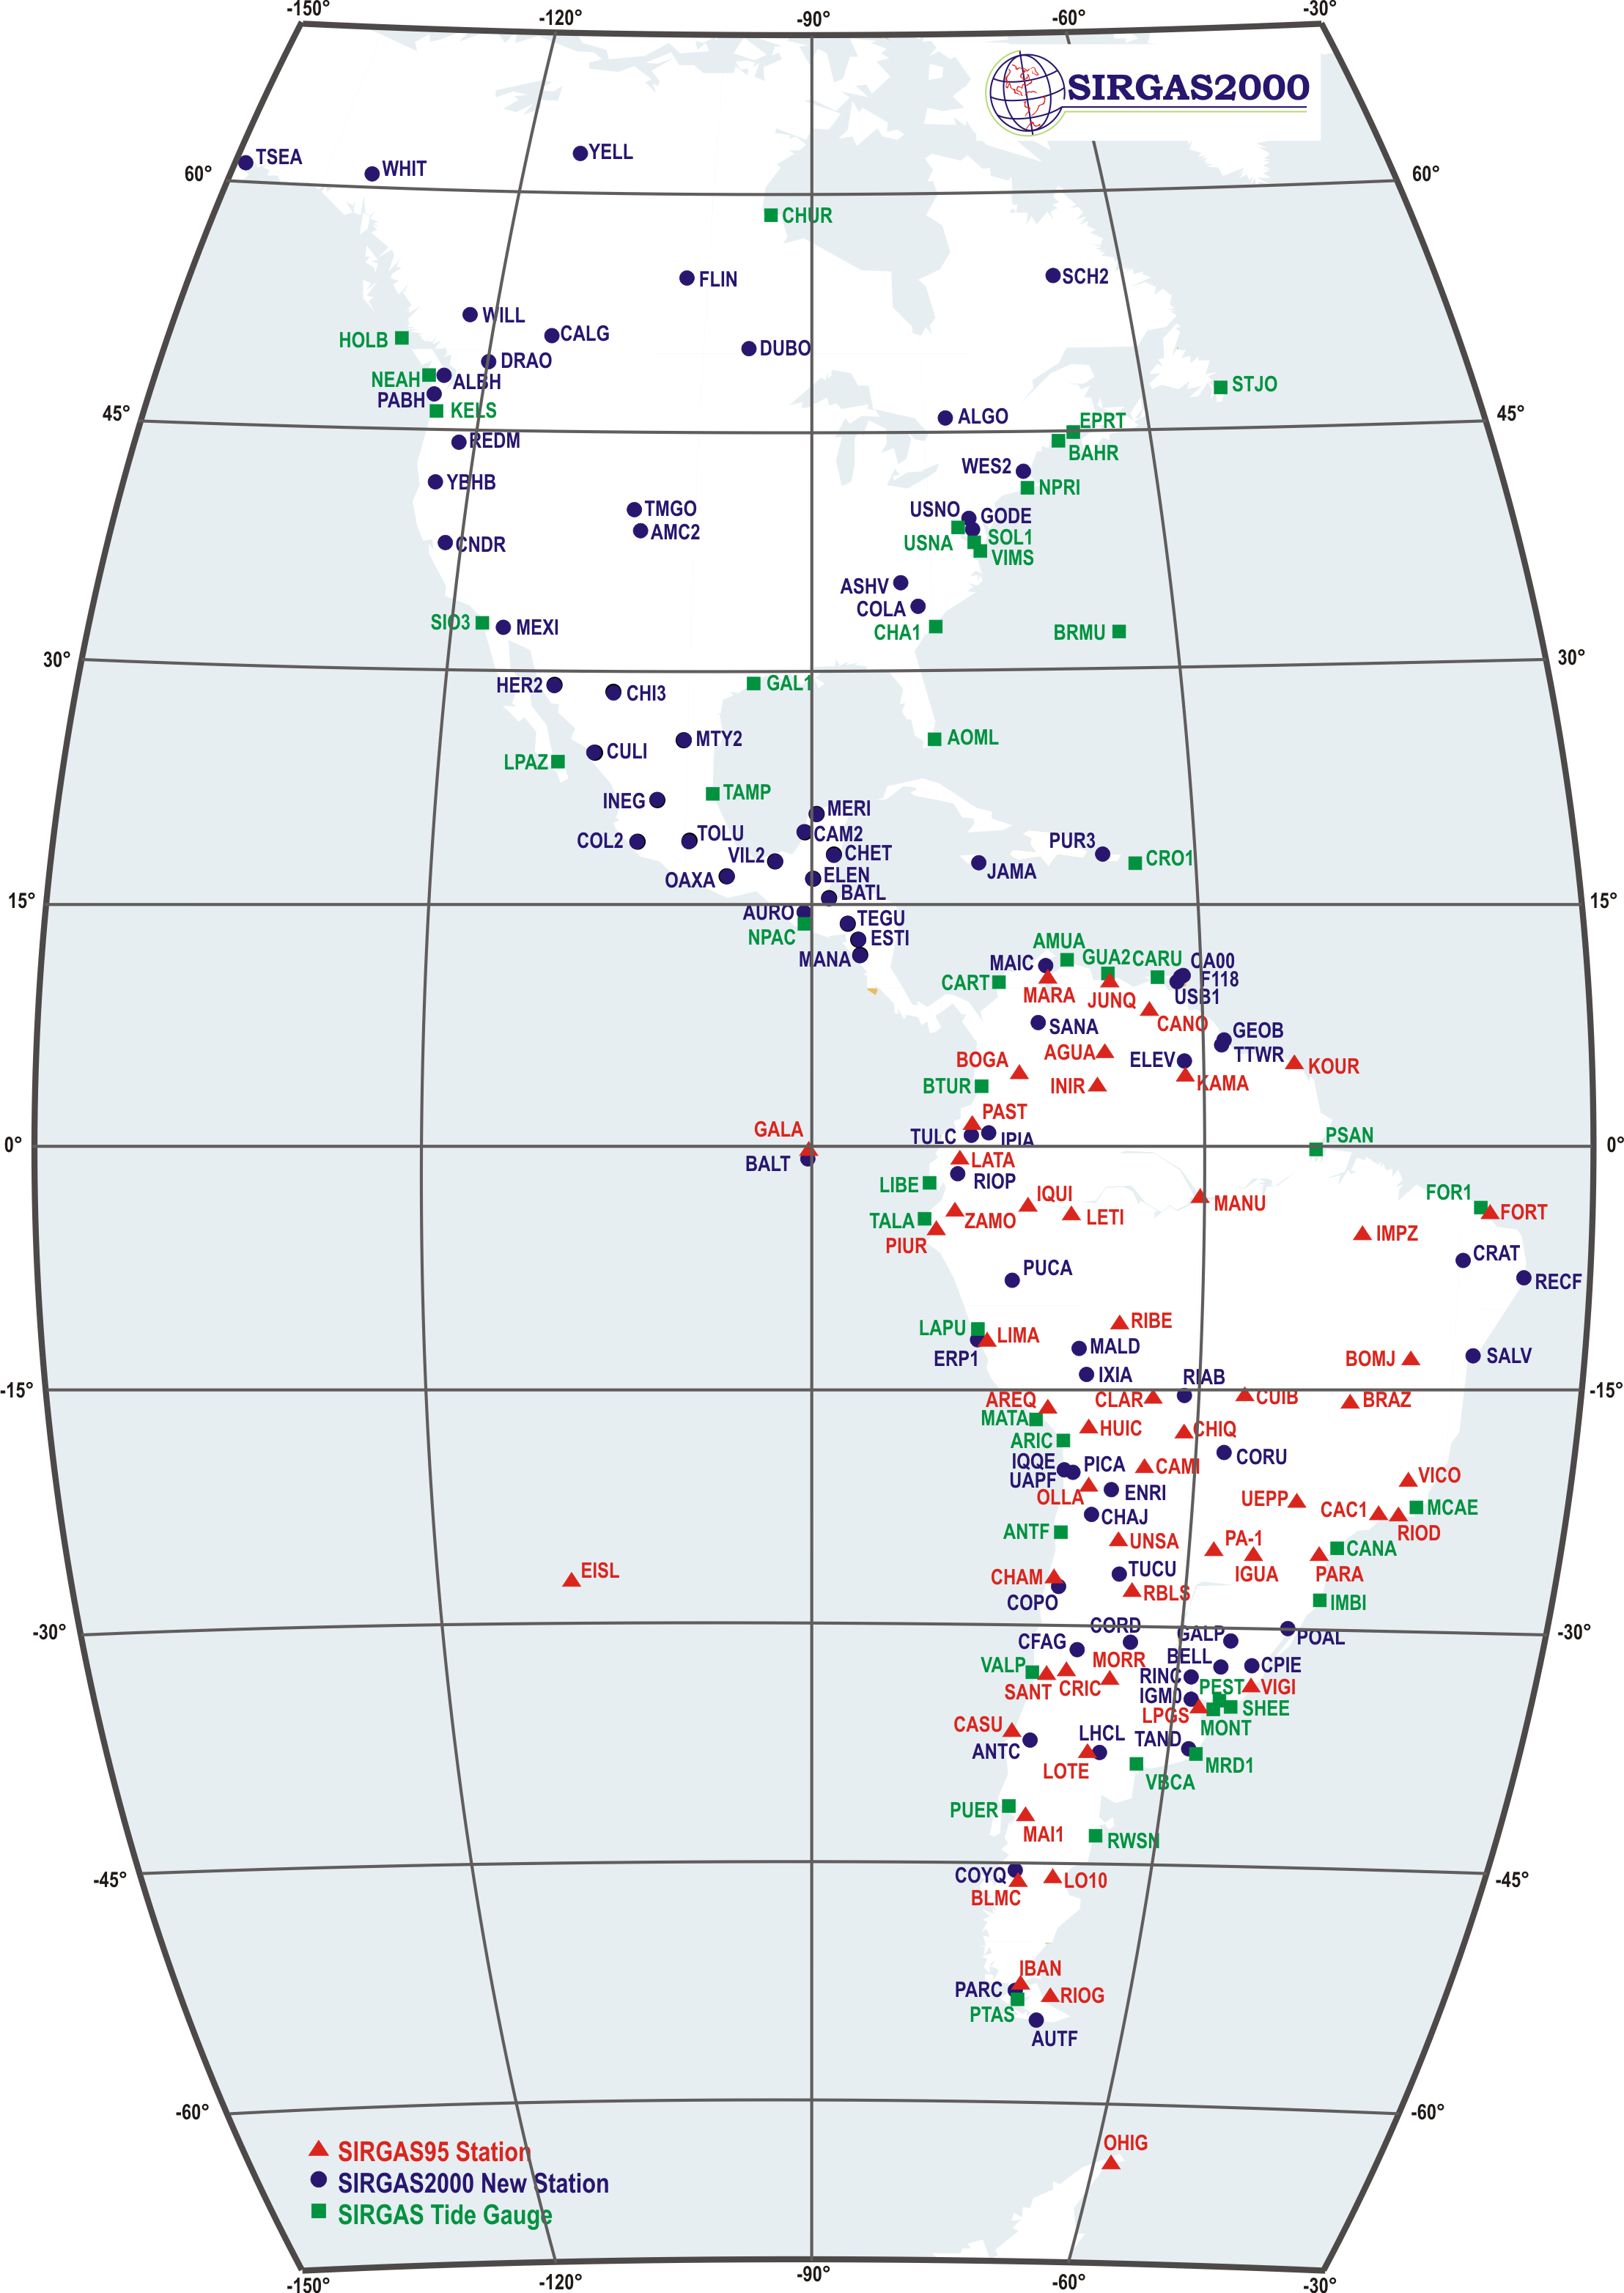 -150°
-120°
-90°
-60°
-30°
SIRGAS2000
TSEA
WHIT
YELL
60°
60°
CHUR
FLIN
SCH2
WILL
HOLB
CALG
DUBO
DRAO
NEAH
ALBH
STJO
PABH
KELS
45°
45°
ALGO
EPRT
REDM
BAHR
WES2
YBHB
NPRI
TMGO
USNO
GODE
AMC2
CNDR
USNA
SOL1
VIMS
ASHV
COLA
SIO3
MEXI
CHA1
BRMU
30°
30°
HER2
CHI3
GAL1
MTY2
AOML
CULI
LPAZ
TAMP
INEG
MERI
COL2
TOLU
CAM2
PUR3
VIL2
CHET
CRO1
OAXA
ELEN
JAMA
BATL
15°
15°
AURO
TEGU
NPAC
ESTI
AMUA
MANA
MAIC
GUA2
CARU
CA00
CART
F118
MARA
JUNQ
USB1
SANA
CANO
GEOB
AGUA
ELEV
TTWR
BOGA
KOUR
BTUR
INIR
KAMA
PAST
GALA
TULC
IPIA
PSAN
0°
0°
BALT
LATA
RIOP
LIBE
IQUI
MANU
FOR1
TALA
ZAMO
LETI
FORT
PIUR
IMPZ
CRAT
PUCA
RECF
LAPU
LIMA
RIBE
ERP1
MALD
BOMJ
SALV
IXIA
RIAB
-15°
-15°
AREQ
CLAR
CUIB
BRAZ
MATA
HUIC
CHIQ
ARIC
CORU
IQQE
PICA
CAMI
UAPF
VICO
OLLA
ENRI
UEPP
CAC1
MCAE
CHAJ
RIOD
ANTF
UNSA
PA-1
CANA
EISL
CHAM
TUCU
IGUA
PARA
COPO
RBLS
IMBI
CORD
-30°
-30°
CFAG
GALP
POAL
VALP
MORR
BELL
CPIE
SANT
CRIC
RINC
PEST
VIGI
IGM0
SHEE
LPGS
MONT
CASU
ANTC
LHCL
TAND
LOTE
MRD1
VBCA
PUER
MAI1
RWSN
-45°
-45°
COYQ
LO10
BLMC
IBAN
PARC
RIOG
PTAS
AUTF
-60°
-60°
OHIG
SIRGAS95 Station
SIRGAS2000 New Station
SIRGAS Tide Gauge
-150°
-120°
-90°
-60°
-30°